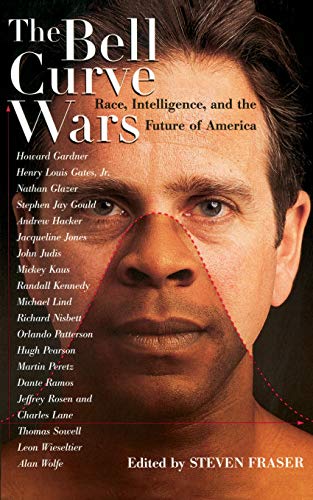 The
Bell
Curve
Wars
Race, Intelligence, and the
Future of America
Howard Gardner
Henry Louis Gates, Jr.
Nathan Glazer
Stephen Jay Gould
Andrew Hacker
Jacqueline Jones
John Judis
Mickey Kaus
Randall Kennedy
Michael Lind
Richard Nisbett
Orlando Patterson
Hugh Pearson
Martin Peretz
Dante Ramos
Jeffrey Rosen and
Charles Lane
Thomas Sowell
Leon Wieseltier
Alan Wolfe
Edited by STEVEN FRASER